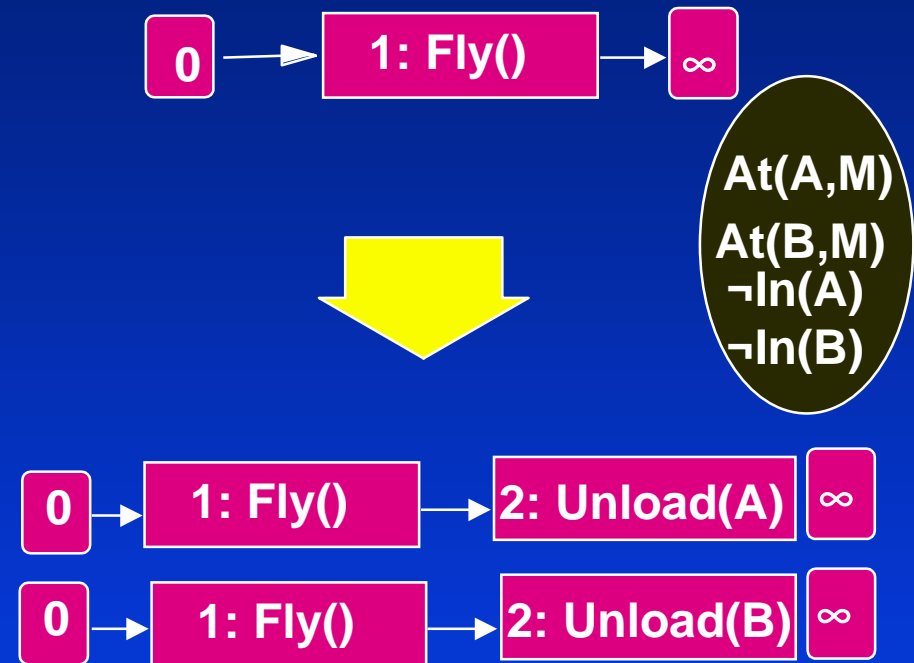 0 1: Fly() ∞
At(A,M)
At(B,M)
¬In(A)
¬In(B)
0 1: Fly() 2: Unload(A) ∞
0 1: Fly() 2: Unload(B) ∞